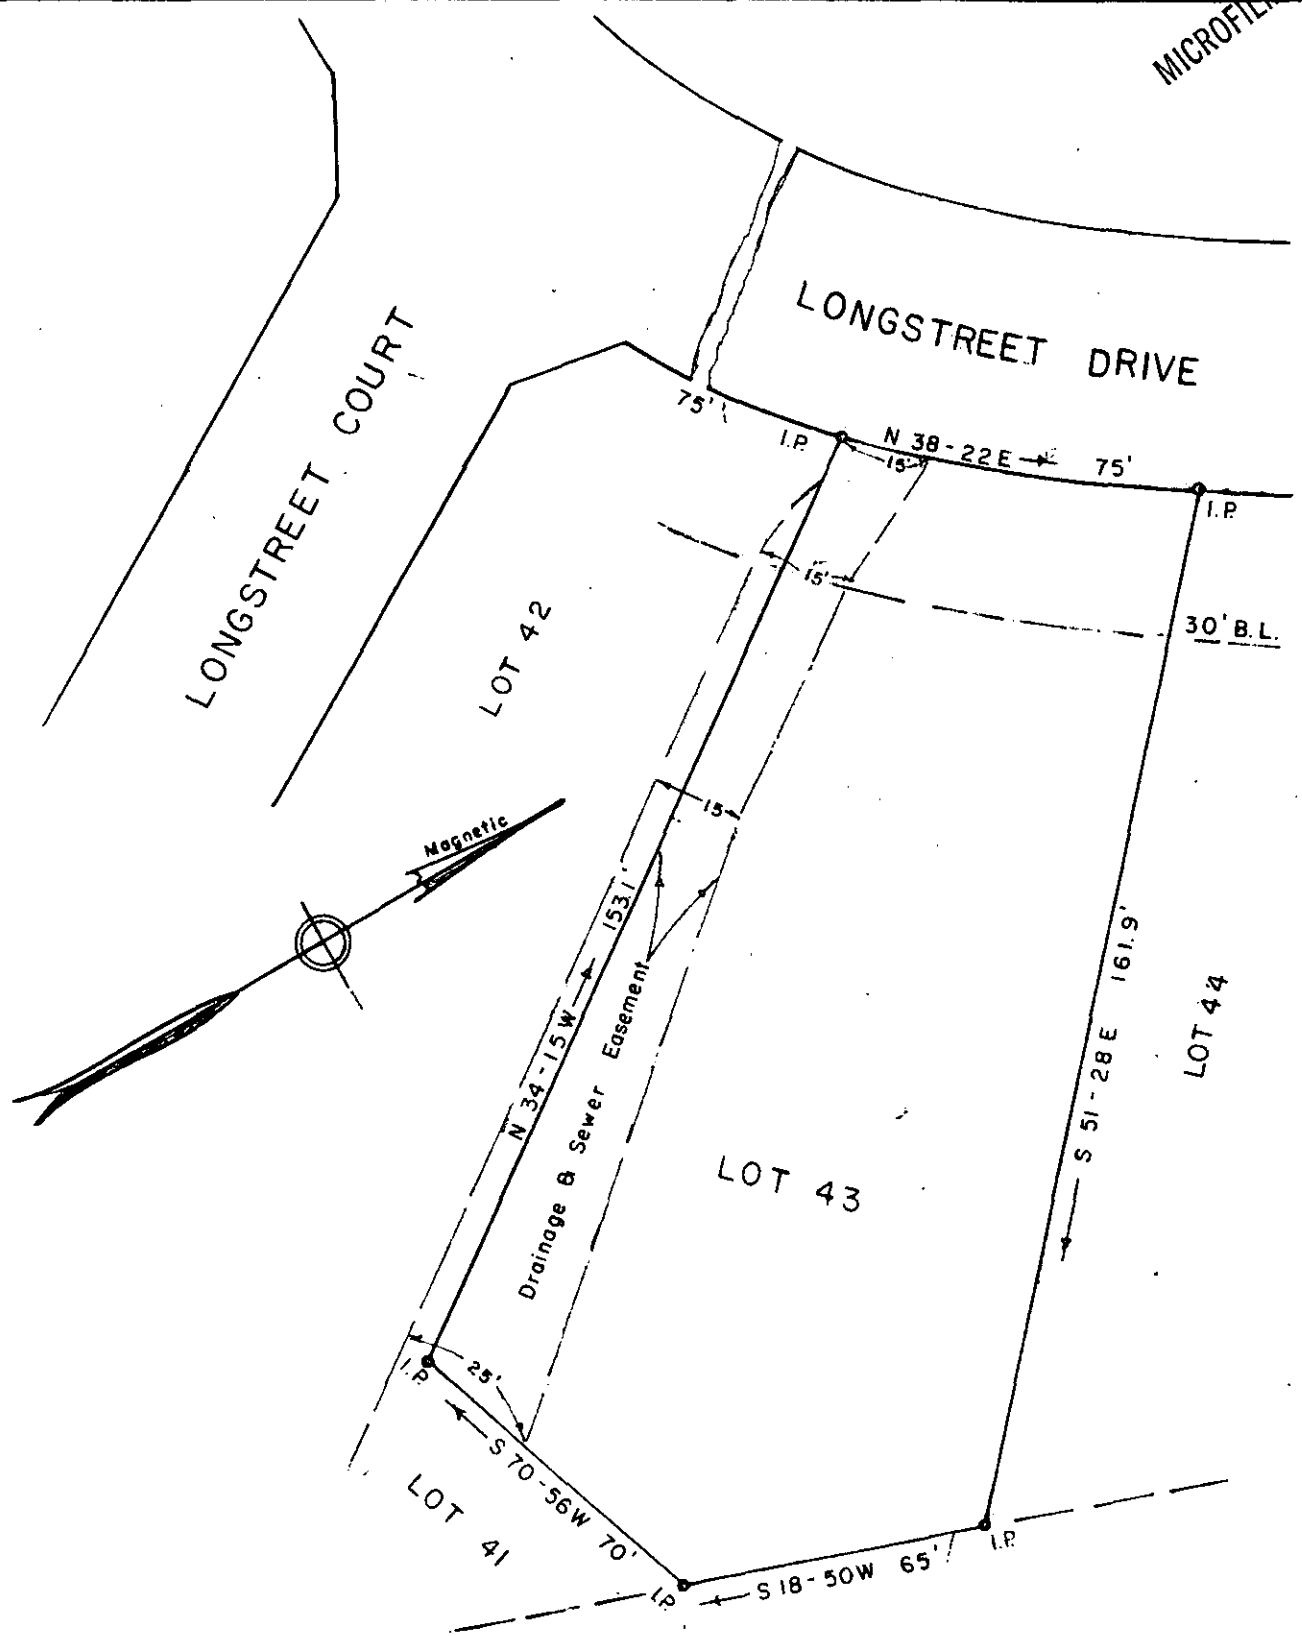 LONGSTREET DRIVE
LONGSTREET COURT
75'
I.P.
N 38-22 E
75'
15'
I.P.
15'
30' B.L.
LOT 42
Magnetic
15
153.1'
N 34-15 W
Drainage & Sewer Easement
161.9'
S 51-28 E
LOT 44
LOT 43
I.P.
25'
S 70-56 W 70'
LOT 41
I.P.
S 18-50 W 65'
I.P.